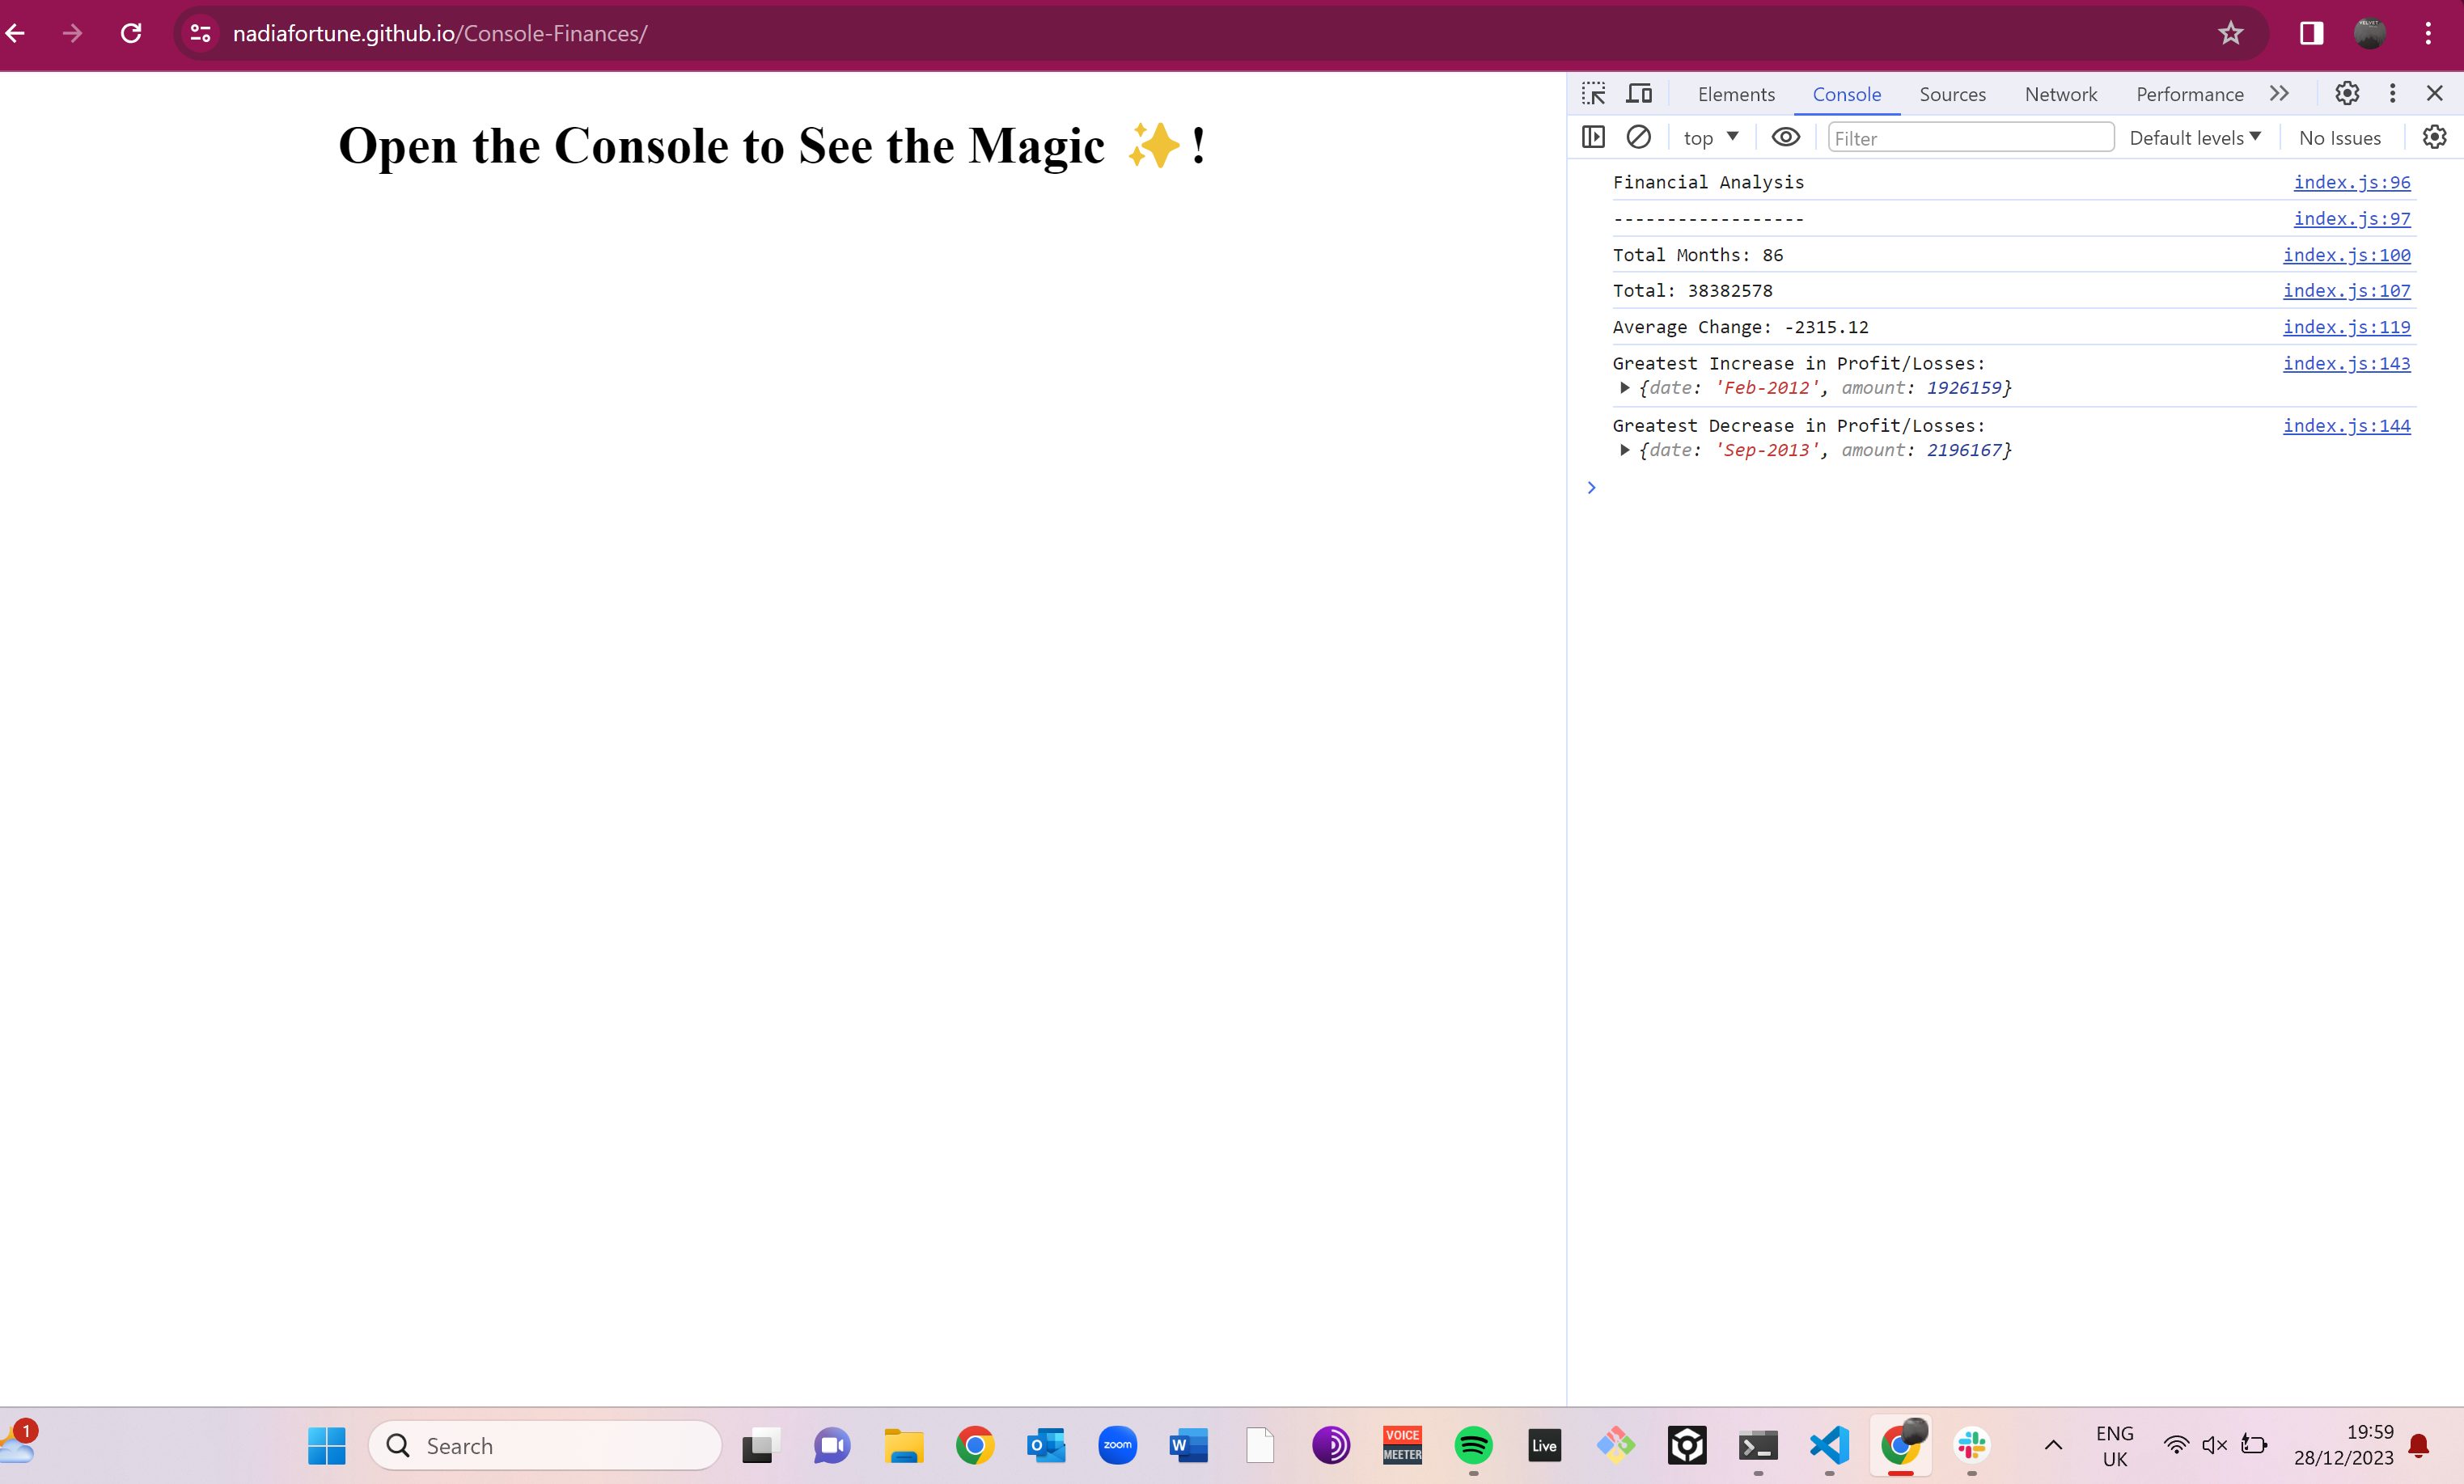 nadiafortune.github.io/Console-Finances/
Open the Console to See the Magic ✨!
Elements Console Sources Network Performance
top Filter Default levels No Issues
Financial Analysis index.js:96
------------------ index.js:97
Total Months: 86 index.js:100
Total: 38382578 index.js:107
Average Change: -2315.12 index.js:119
Greatest Increase in Profit/Losses: index.js:143
{date: 'Feb-2012', amount: 1926159}
Greatest Decrease in Profit/Losses: index.js:144
{date: 'Sep-2013', amount: 2196167}
1
Search
zoom
W
VOICE
MEETER
Live
ENG
UK
19:59
28/12/2023